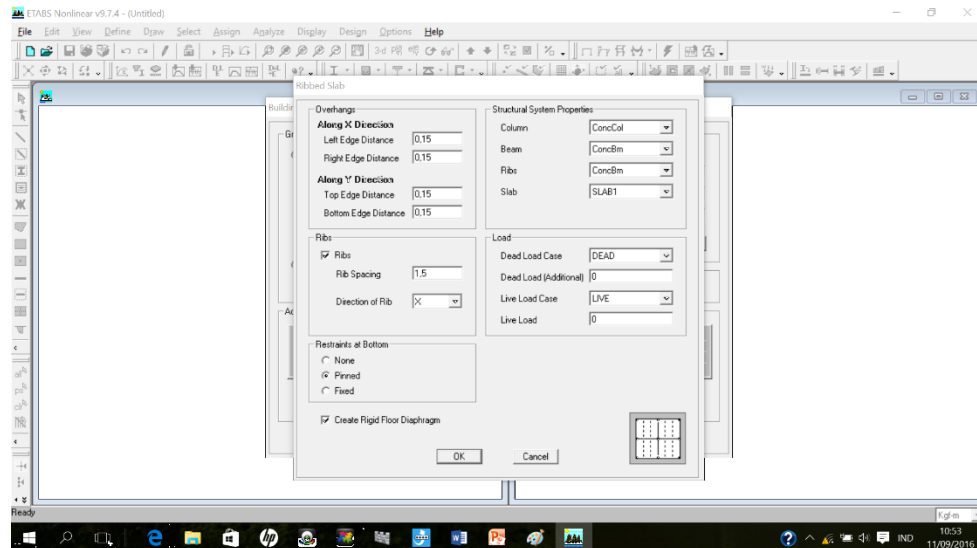 ETABS Nonlinear v9.7.4 - (Untitled)
File Edit View Define Draw Select Assign Analyze Display Design Options Help
3-d
Ribbed Slab
Buildin
Overhangs
Along X Direction
Left Edge Distance 0,15
Right Edge Distance 0,15
Along Y Direction
Top Edge Distance 0,15
Bottom Edge Distance 0,15
Structural System Properties
Column ConcCol
Beam ConcBm
Ribs ConcBm
Slab SLAB1
Ribs
Ribs
Rib Spacing 1,5
Direction of Rib X
Load
Dead Load Case DEAD
Dead Load (Additional) 0
Live Load Case LIVE
Live Load 0
Restraints at Bottom
None
Pinned
Fixed
Create Rigid Floor Diaphragm
OK Cancel
Ready
Kgf-m
IND
10:53
11/09/2016